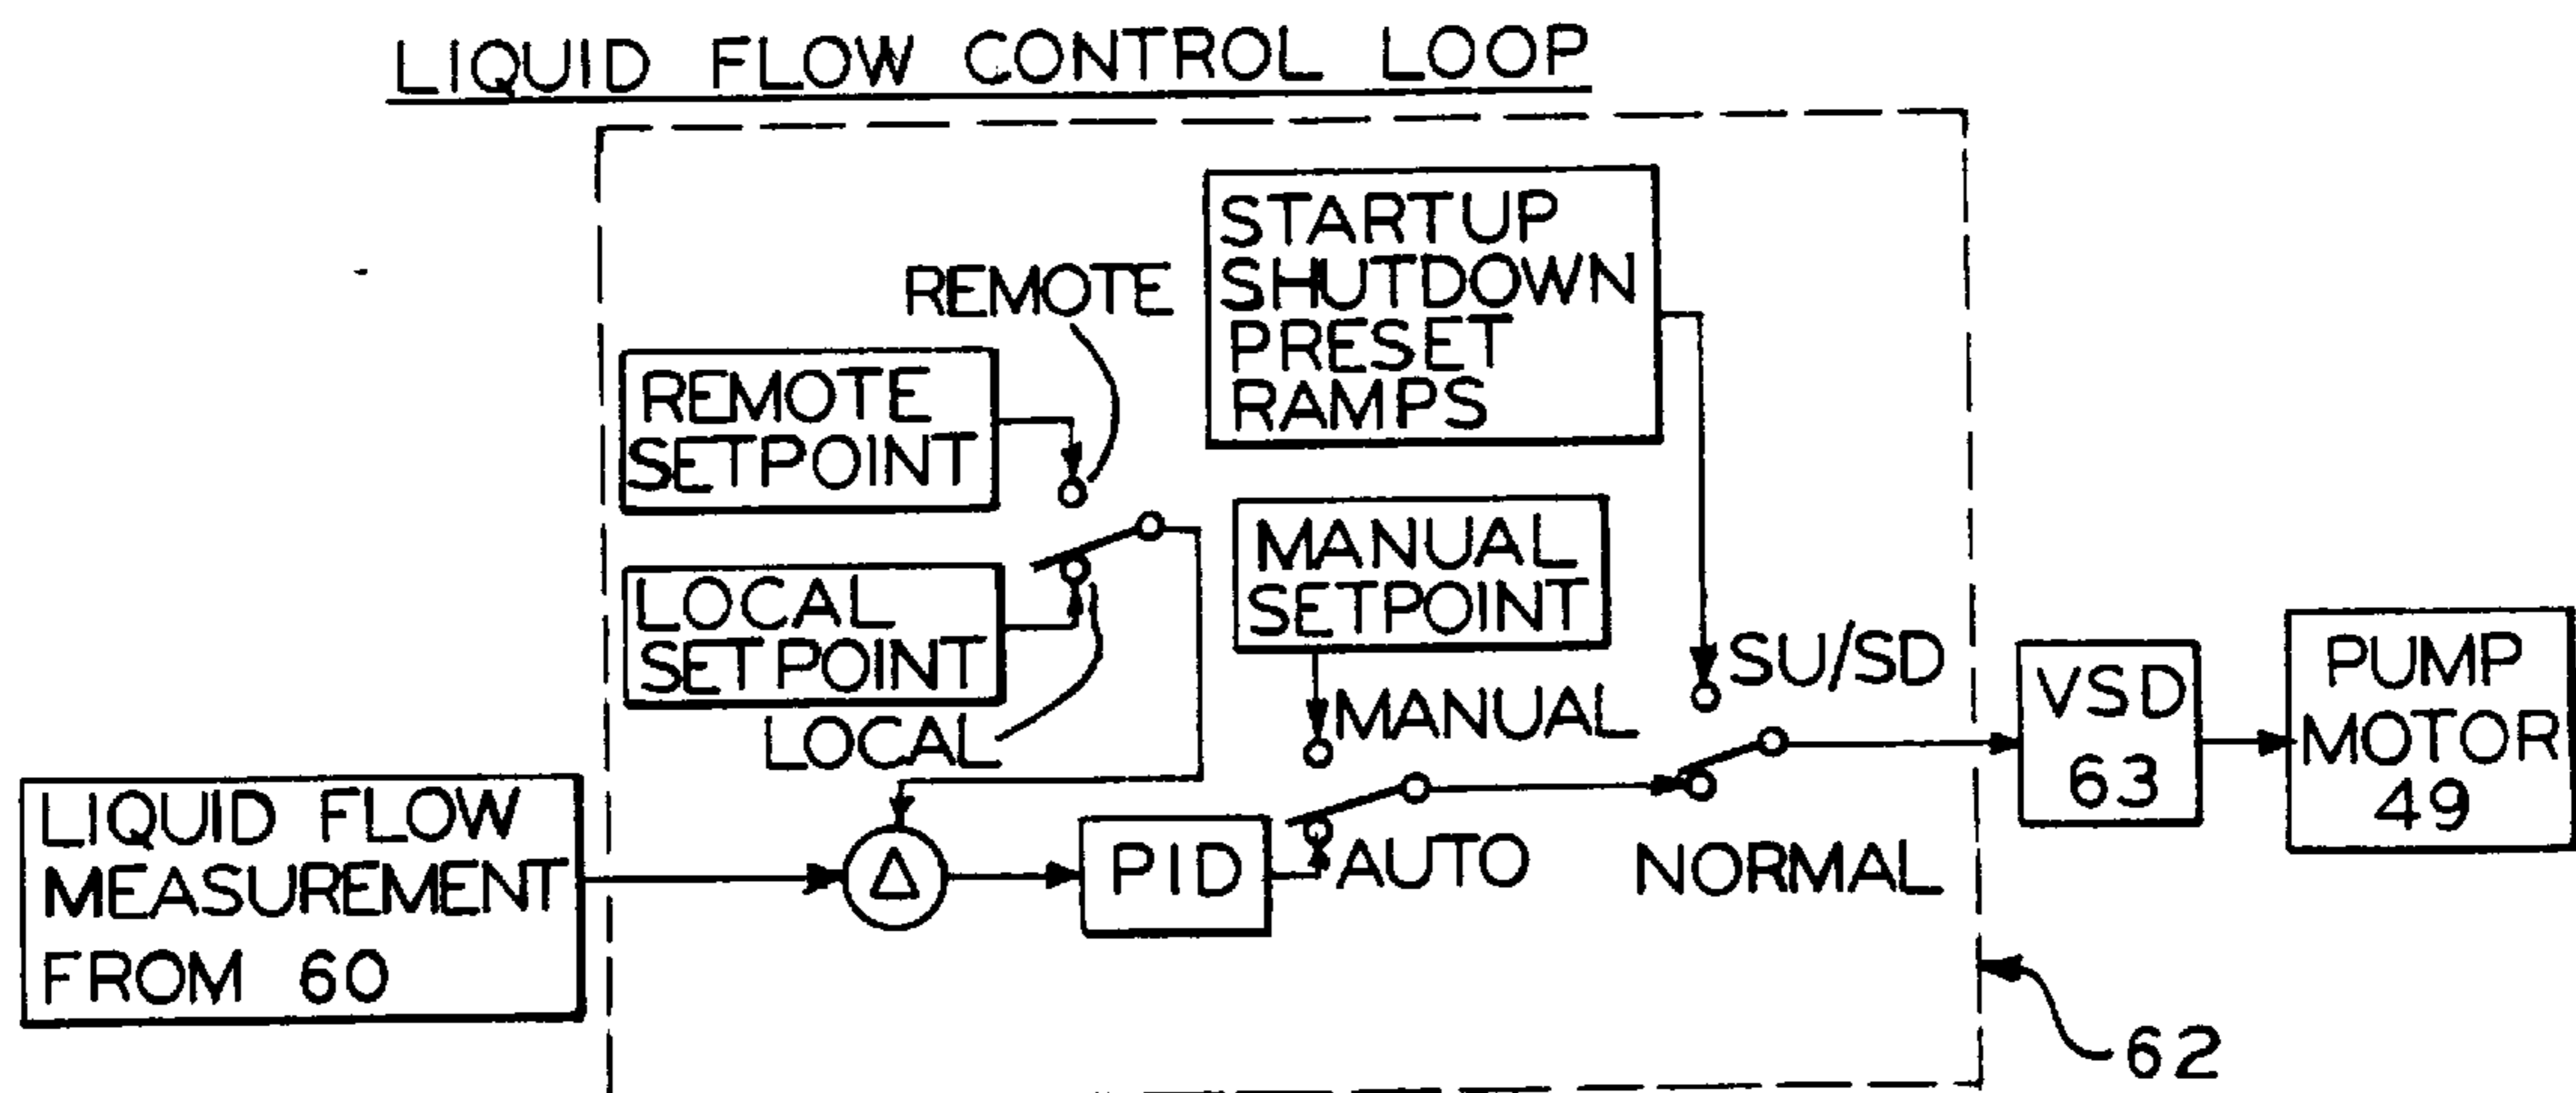 LIQUID FLOW CONTROL LOOP
STARTUP
SHUTDOWN
PRESET
RAMPS
REMOTE
REMOTE
SETPOINT
MANUAL
SETPOINT
LOCAL
SETPOINT
LOCAL
MANUAL
SU/SD
VSD
63
PUMP
MOTOR
49
LIQUID FLOW
MEASUREMENT
FROM 60
Δ
PID
AUTO
NORMAL
62